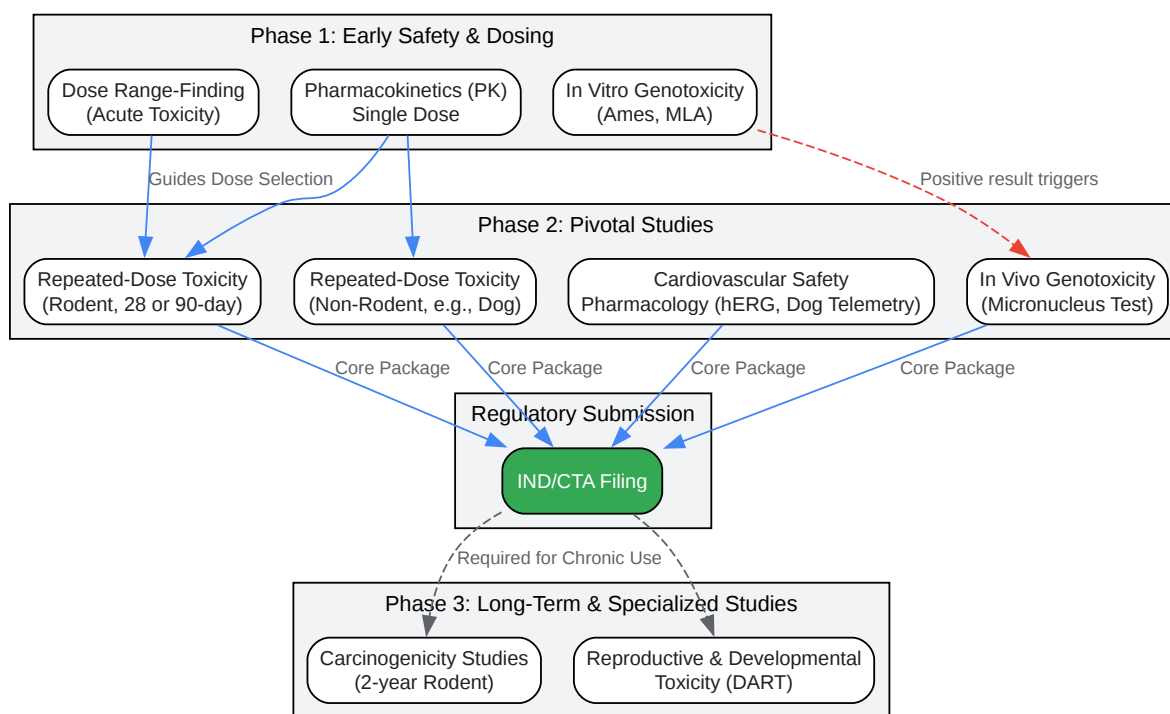 Phase 1: Early Safety & Dosing
Dose Range-Finding
(Acute Toxicity)
Pharmacokinetics (PK)
Single Dose
In Vitro Genotoxicity
(Ames, MLA)
Guides Dose Selection
Positive result triggers
Phase 2: Pivotal Studies
Repeated-Dose Toxicity
(Rodent, 28 or 90-day)
Repeated-Dose Toxicity
(Non-Rodent, e.g., Dog)
Cardiovascular Safety
Pharmacology (hERG, Dog Telemetry)
In Vivo Genotoxicity
(Micronucleus Test)
Core Package
Core Package
Core Package
Core Package
Regulatory Submission
IND/CTA Filing
Required for Chronic Use
Phase 3: Long-Term & Specialized Studies
Carcinogenicity Studies
(2-year Rodent)
Reproductive & Developmental
Toxicity (DART)